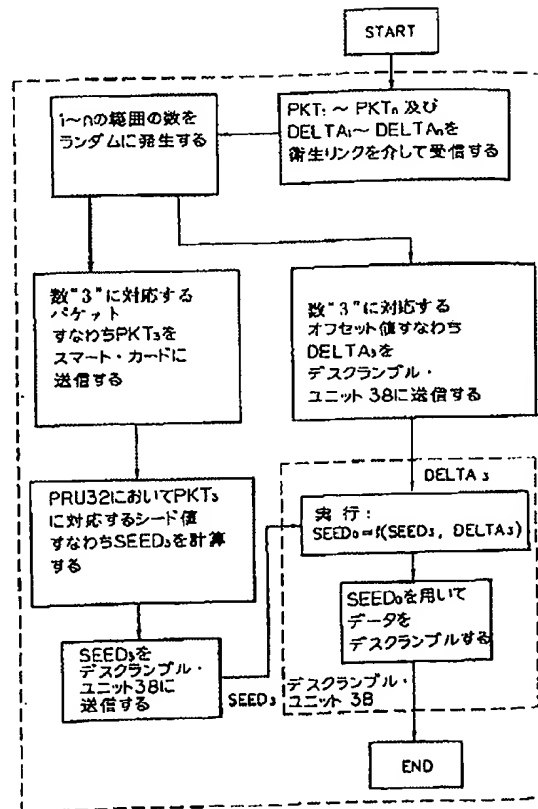 START
PKT₁ ～ PKTₙ 及び
DELTA₁～ DELTAₙを
衛生リンクを介して受信する
1～nの範囲の数を
ランダムに発生する
数“3”に対応する
パケット
すなわちPKT₃を
スマート・カードに
送信する
数“3”に対応する
オフセット値すなわち
DELTA₃を
デスクランブル・
ユニット38に送信する
PRU32においてPKT₃
に対応するシード値
すなわちSEED₃を計算
する
DELTA₃
実行：
SEED₀=f(SEED₃, DELTA₃)
SEED₀を用いて
データを
デスクランブルする
SEED₃を
デスクランブル・
ユニット38に
送信する
SEED₃
デスクランブル・
ユニット 38
END